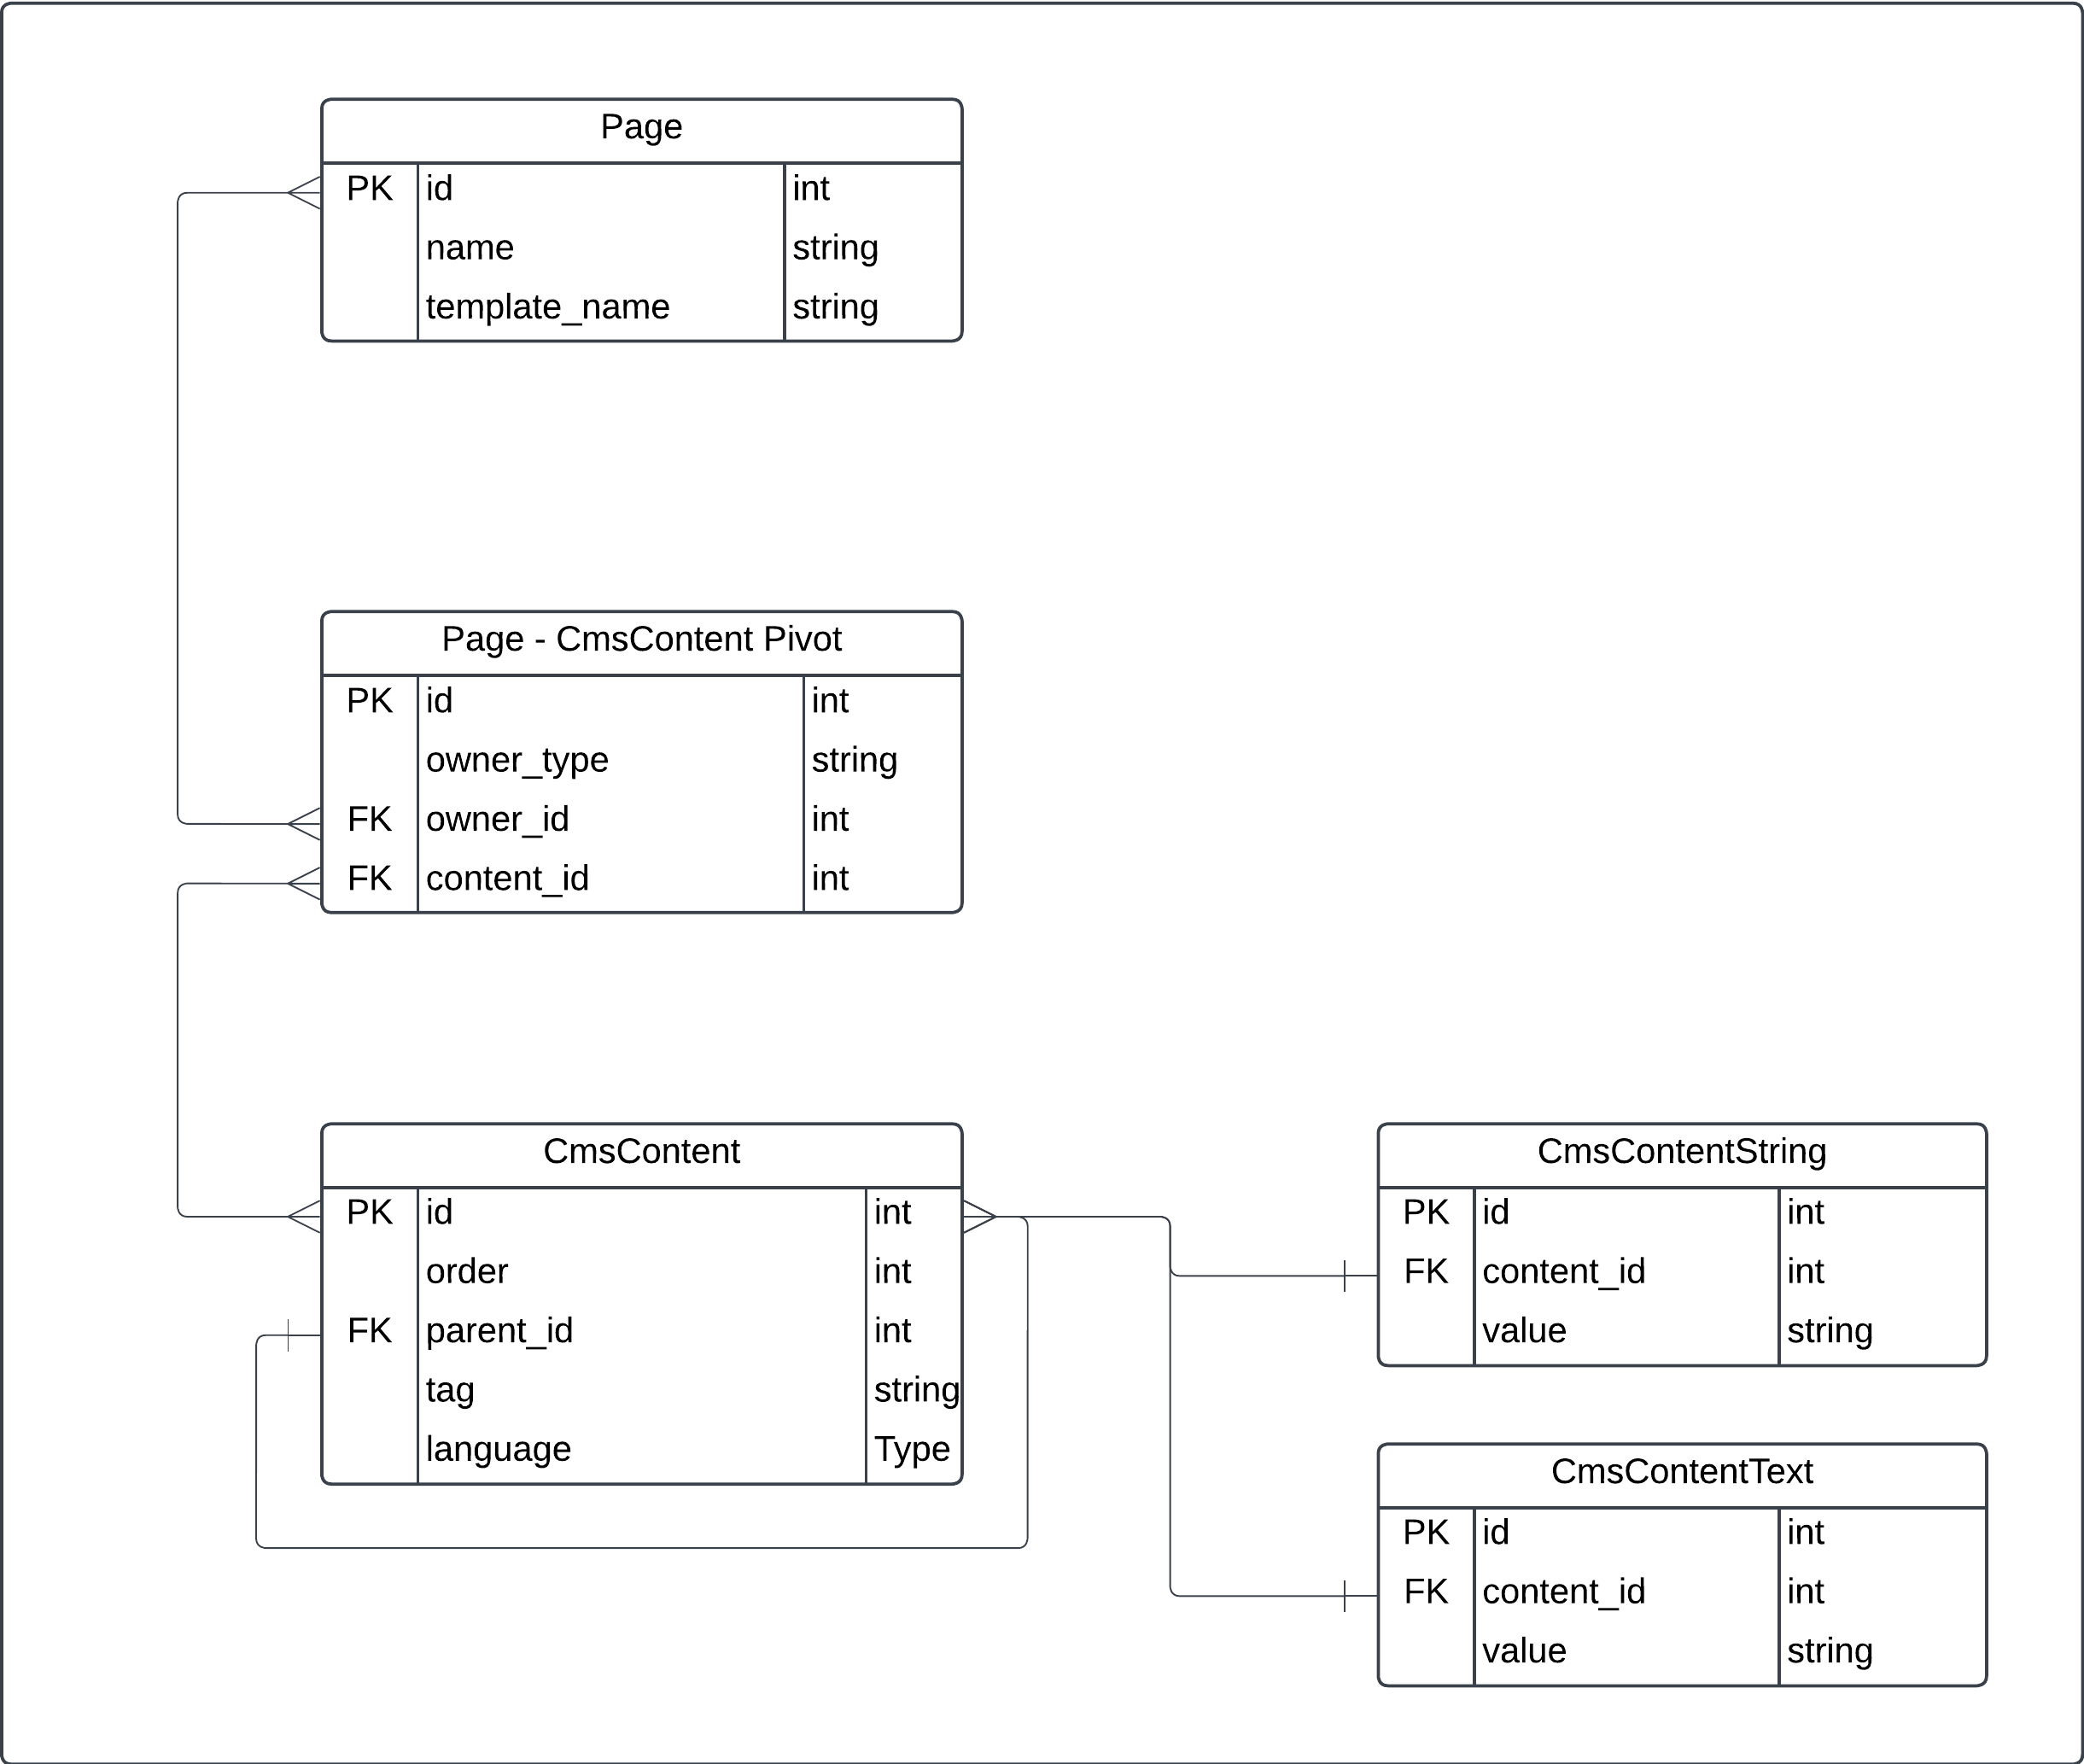 Page
PK id int
name string
template_name string
Page - CmsContent Pivot
PK id int
owner_type string
FK owner_id int
FK content_id int
CmsContent
PK id int
order int
FK parent_id int
tag string
language Type
CmsContentString
PK id int
FK content_id int
value string
CmsContentText
PK id int
FK content_id int
value string